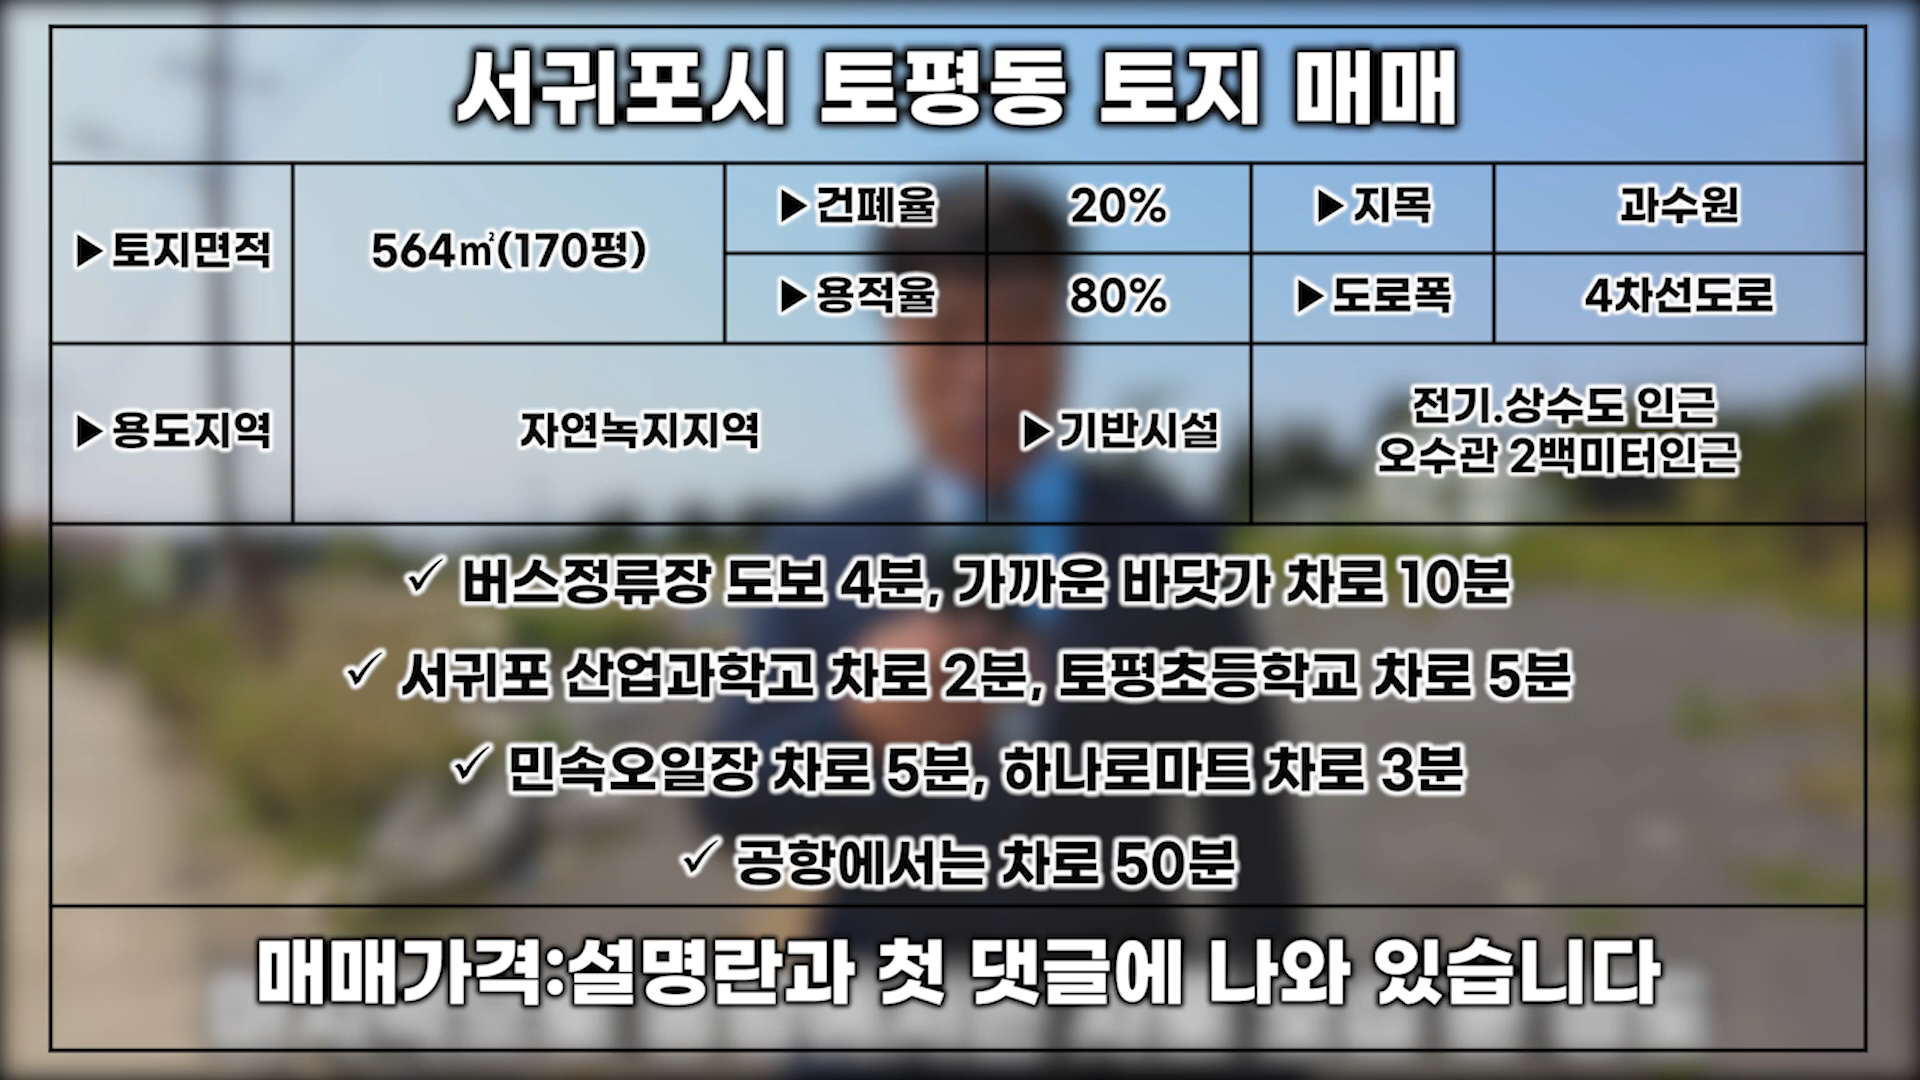 서귀포시 토평동 토지 매매
▶토지면적 564㎡(170평) ▶건폐율 20% ▶지목 과수원
▶용적율 80% ▶도로폭 4차선도로
▶용도지역 자연녹지지역 ▶기반시설 전기.상수도 인근
오수관 2백미터인근
✓ 버스정류장 도보 4분, 가까운 바닷가 차로 10분
✓ 서귀포 산업과학고 차로 2분, 토평초등학교 차로 5분
✓ 민속오일장 차로 5분, 하나로마트 차로 3분
✓ 공항에서는 차로 50분
매매가격:설명란과 첫 댓글에 나와 있습니다